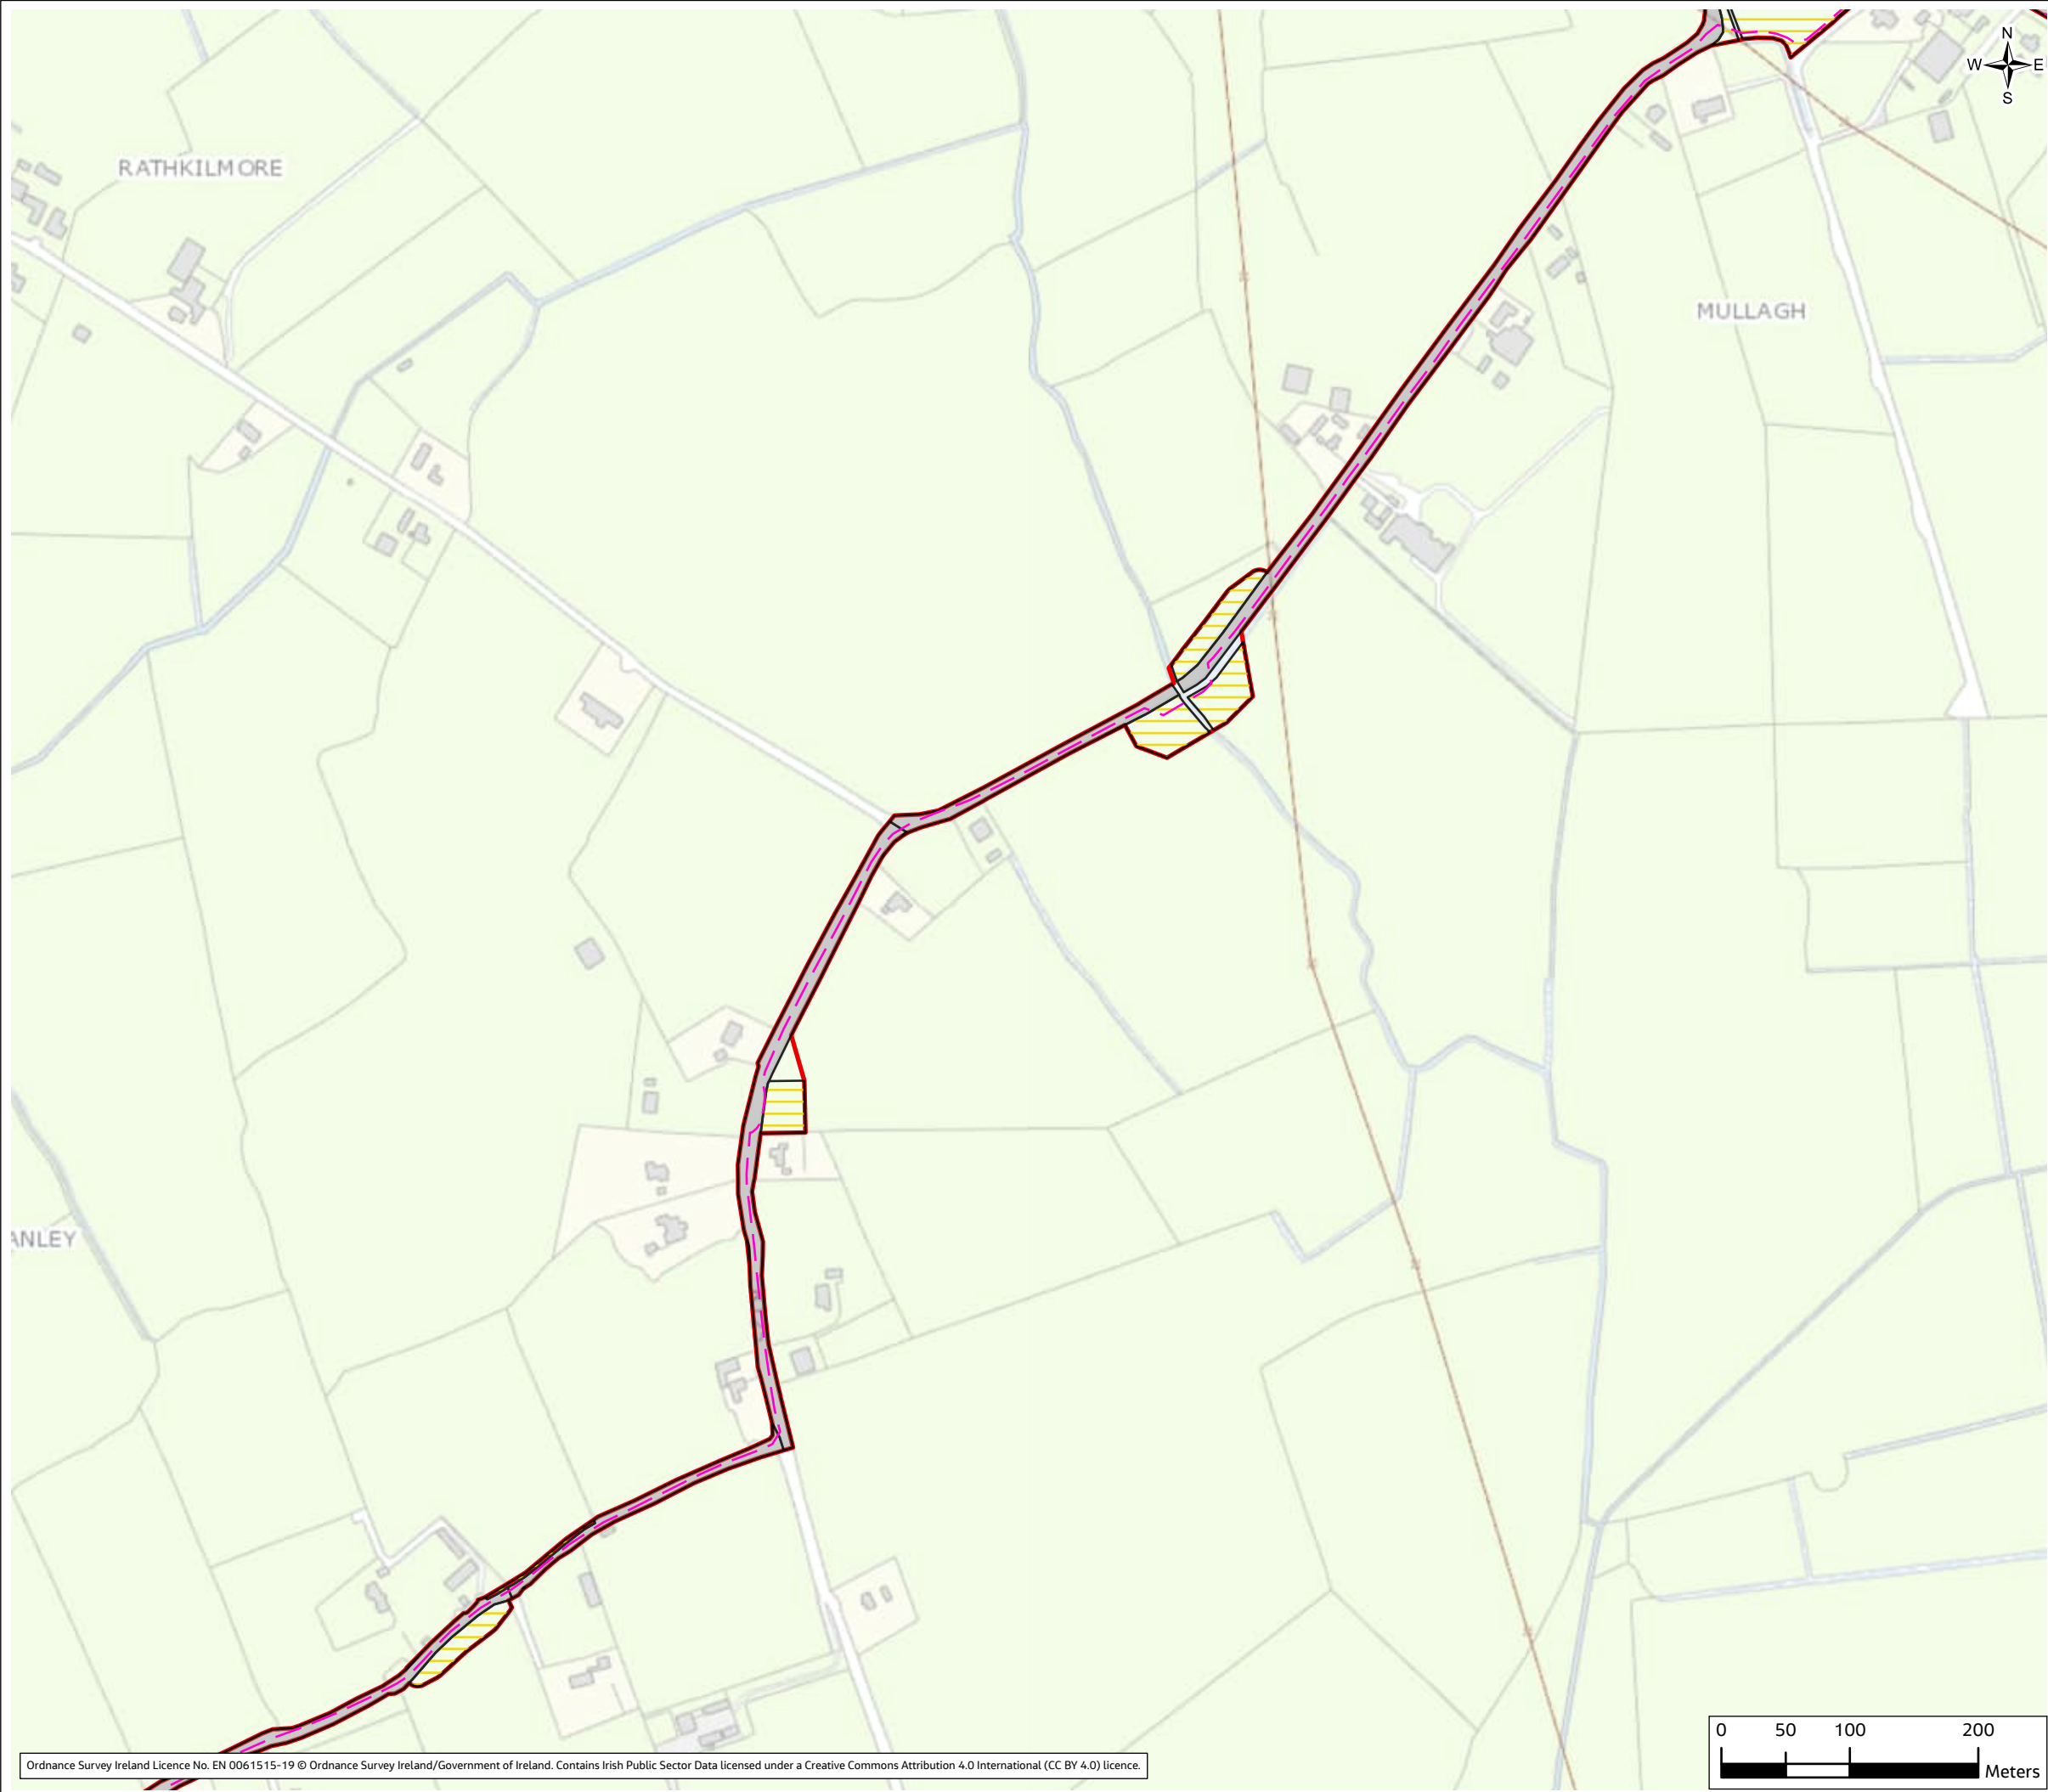 N
W E
S
RATHKILMORE
MULLAGH
ANLEY
0 50 100 200
Meters
Ordnance Survey Ireland Licence No. EN 0061515-19 © Ordnance Survey Ireland/Government of Ireland. Contains Irish Public Sector Data licensed under a Creative Commons Attribution 4.0 International (CC BY 4.0) licence.